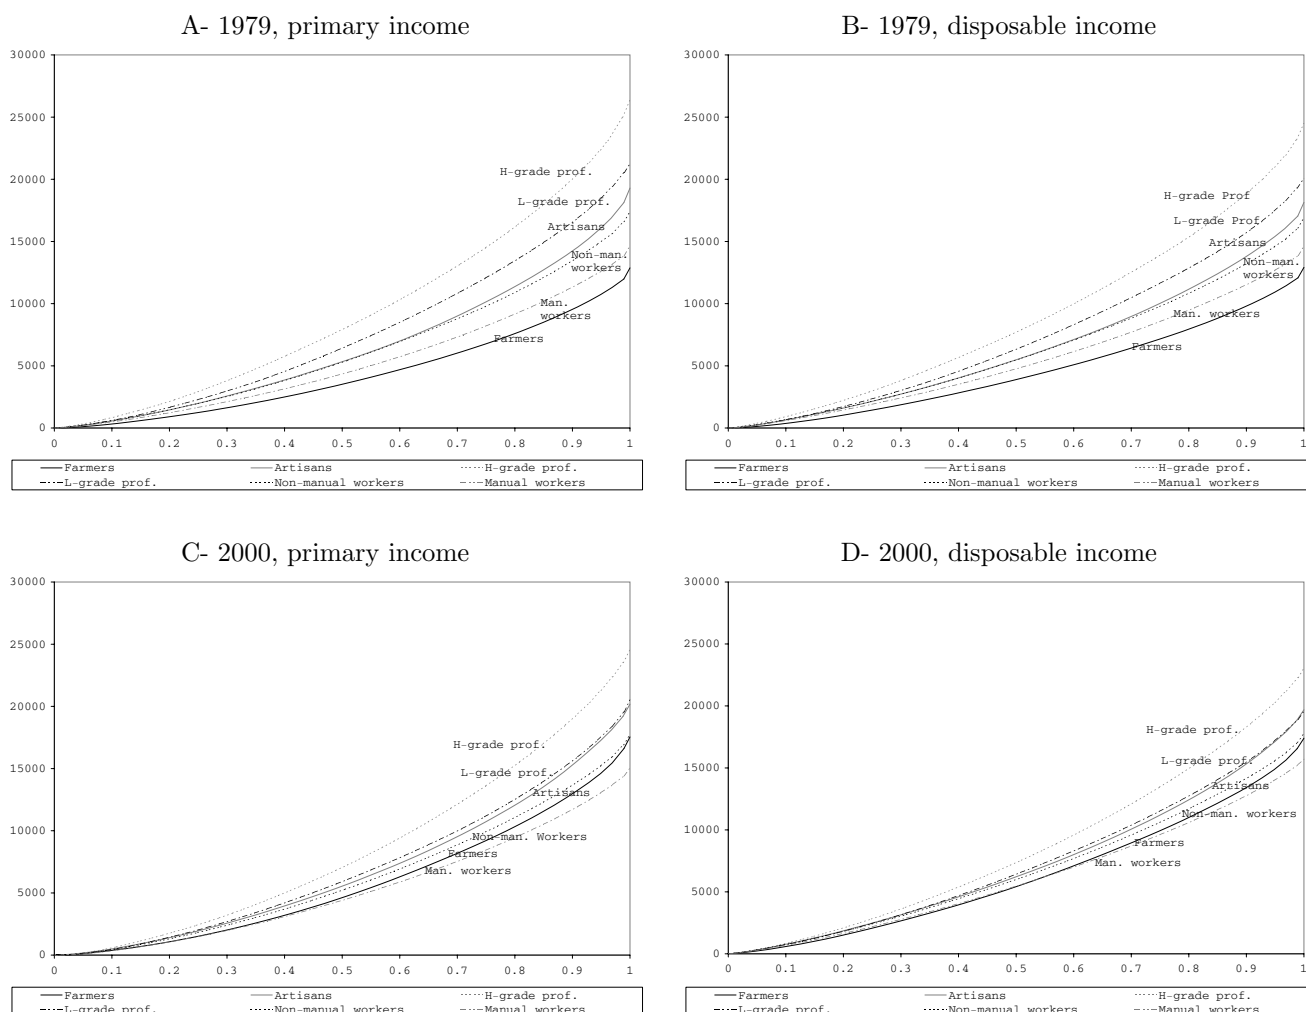 A- 1979, primary income
30000
25000
20000
15000
10000
5000
0
H-grade prof.
L-grade prof.
Artisans
Non-man.
workers
Man.
workers
Farmers
0 0.1 0.2 0.3 0.4 0.5 0.6 0.7 0.8 0.9 1
Farmers Artisans H-grade prof.
L-grade prof. Non-manual workers Manual workers
B- 1979, disposable income
30000
25000
20000
15000
10000
5000
0
H-grade Prof
L-grade Prof.
Artisans
Non-man.
workers
Man. workers
Farmers
0 0.1 0.2 0.3 0.4 0.5 0.6 0.7 0.8 0.9 1
Farmers Artisans H-grade prof.
L-grade prof. Non-manual workers Manual workers
C- 2000, primary income
30000
25000
20000
15000
10000
5000
0
H-grade prof.
L-grade prof.
Artisans
Non-man. Workers
Farmers
Man. workers
0 0.1 0.2 0.3 0.4 0.5 0.6 0.7 0.8 0.9 1
Farmers Artisans H-grade prof.
L-grade prof. Non-manual workers Manual workers
D- 2000, disposable income
30000
25000
20000
15000
10000
5000
0
H-grade prof.
L-grade prof.
Artisans
Non-man. workers
Farmers
Man. workers
0 0.1 0.2 0.3 0.4 0.5 0.6 0.7 0.8 0.9 1
Farmers Artisans H-grade prof.
L-grade prof. Non-manual workers Manual workers